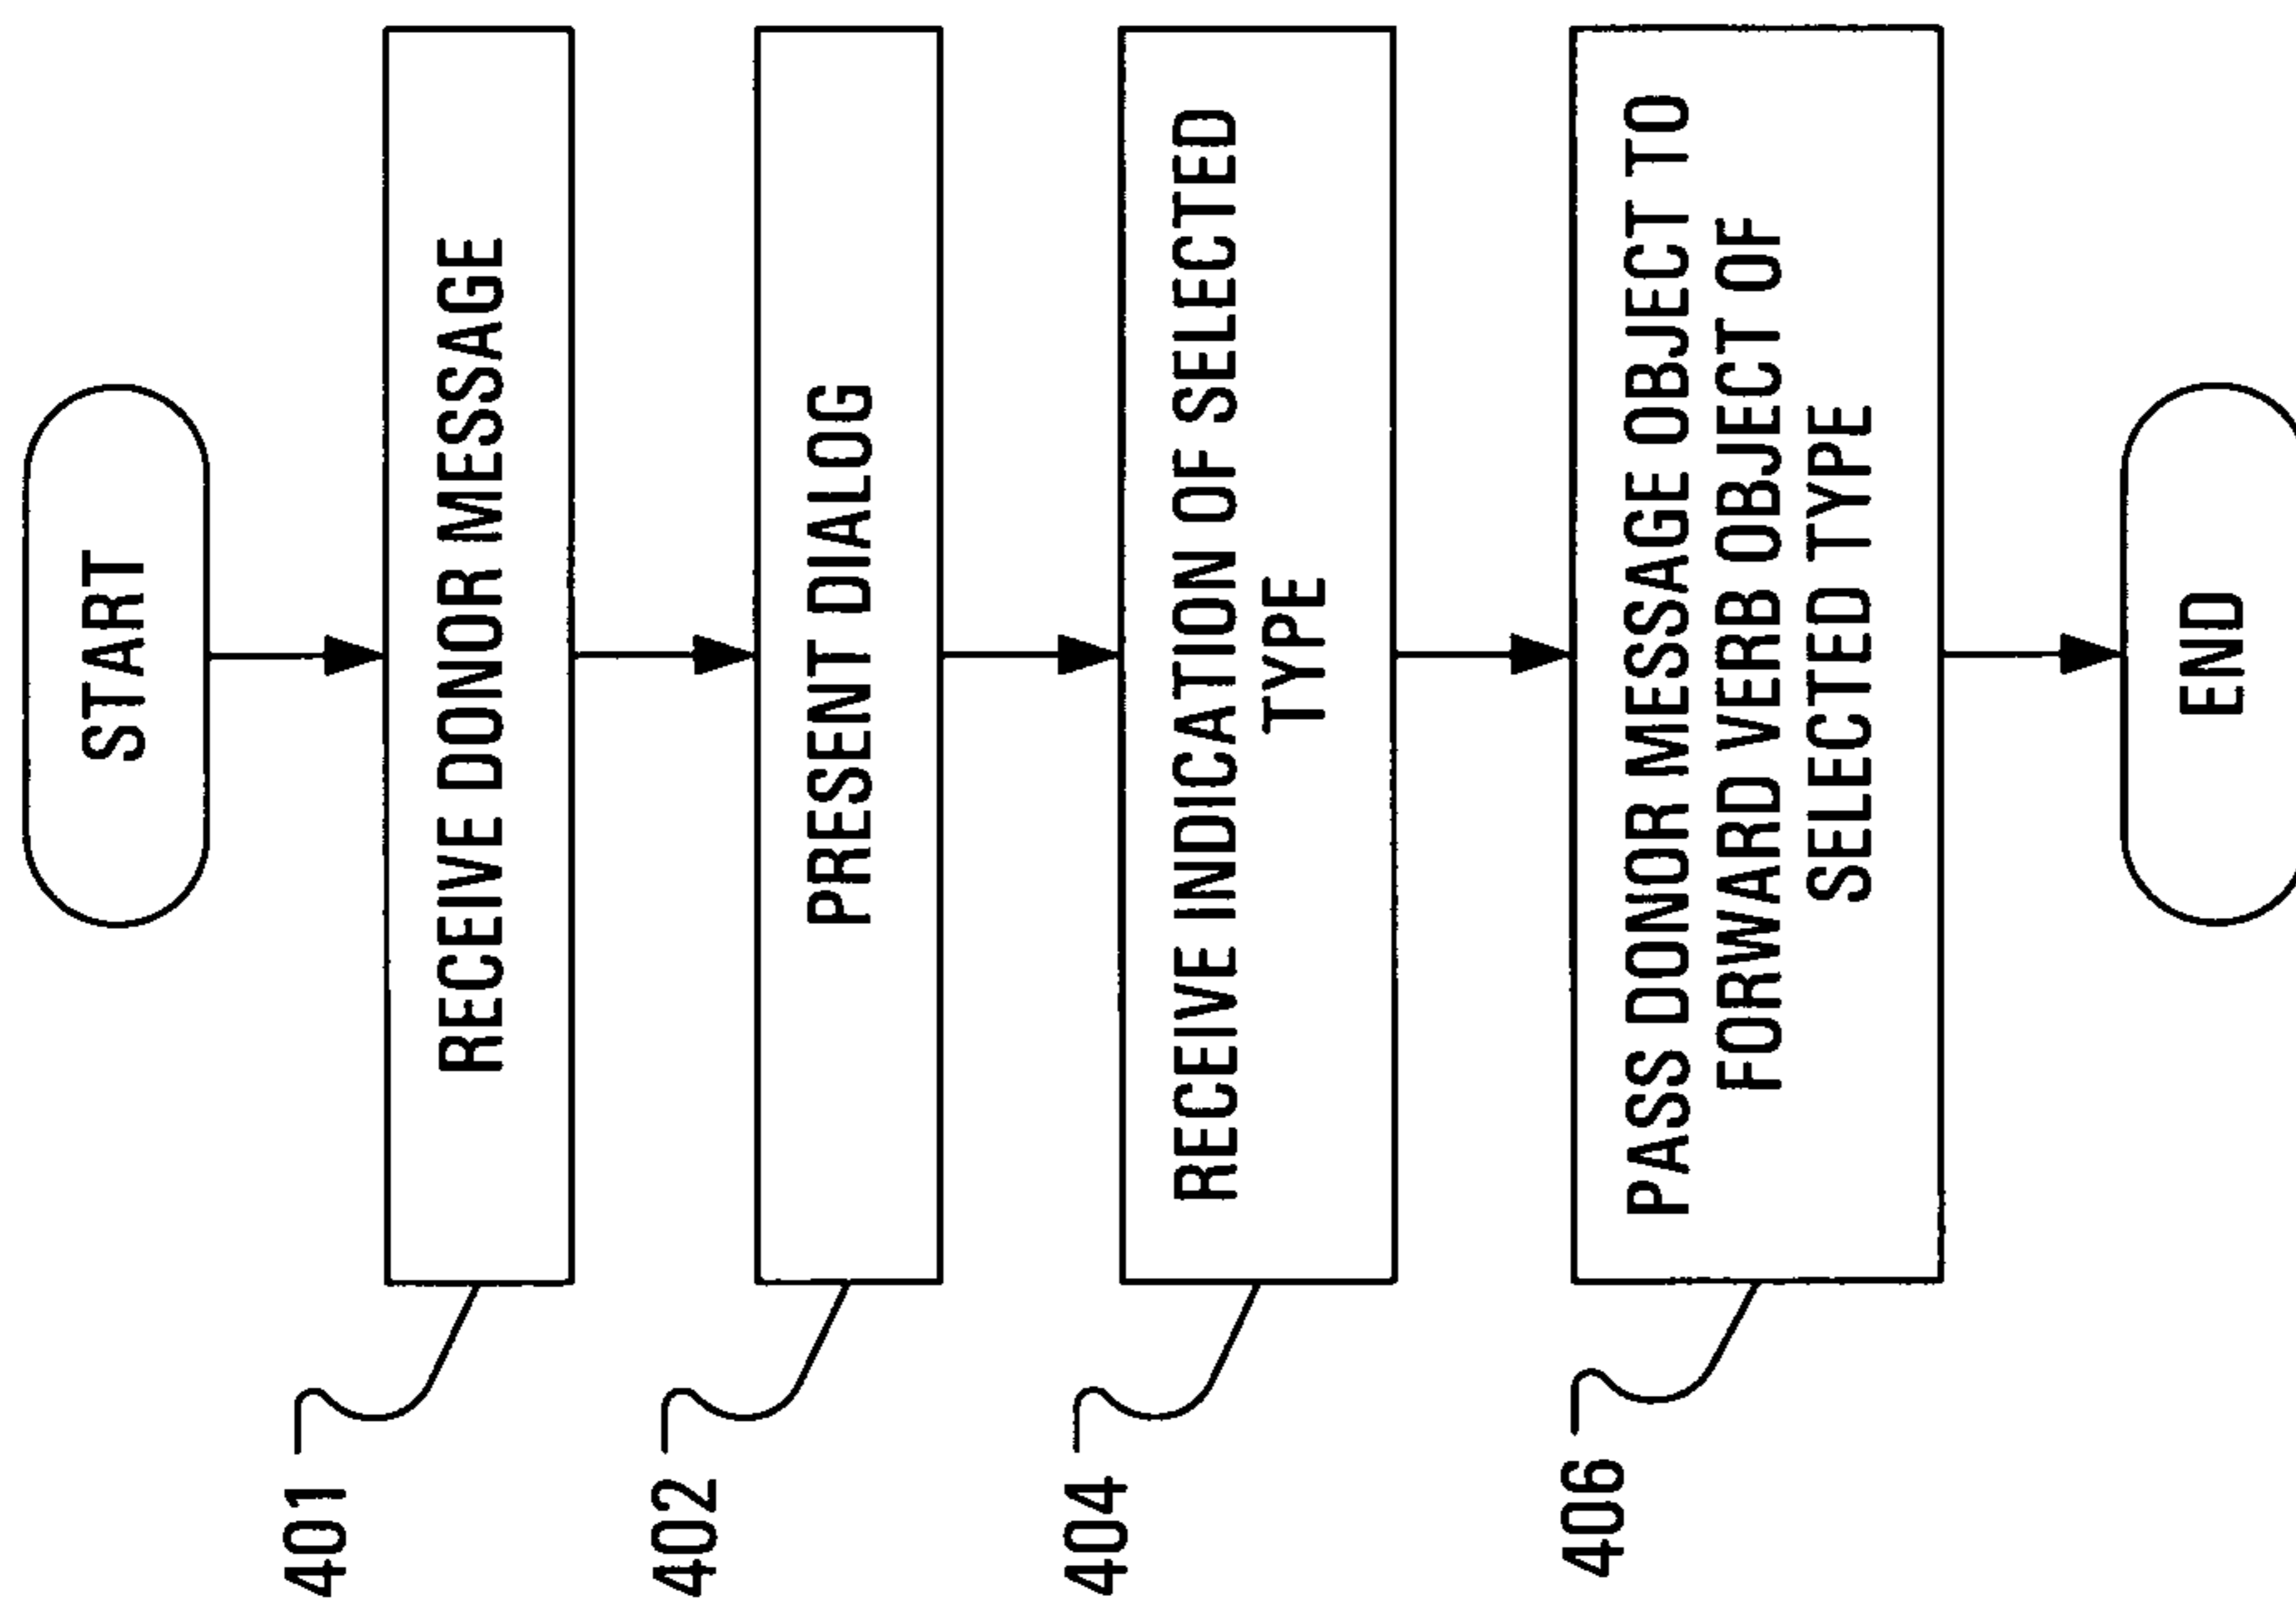 START
401
RECEIVE DONOR MESSAGE
402
PRESENT DIALOG
404
RECEIVE INDICATION OF SELECTED
TYPE
406
PASS DONOR MESSAGE OBJECT TO
FORWARD VERB OBJECT OF
SELECTED TYPE
END